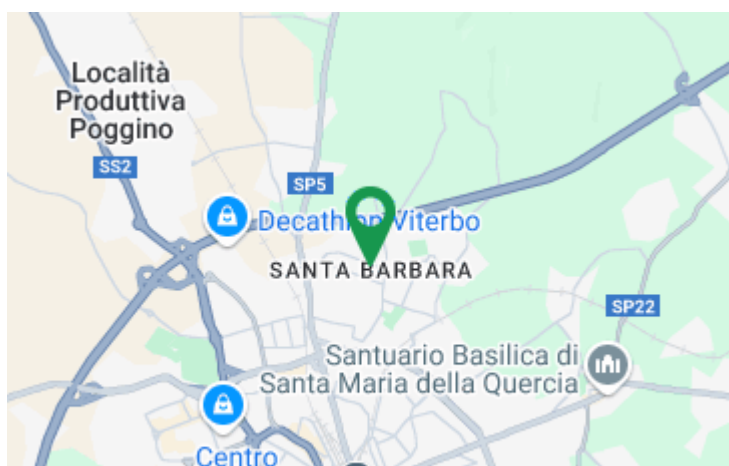 Località
Produttiva
Poggino
SS2
SP5
Decathlon Viterbo
SANTA BARBARA
SP22
Santuario Basilica di
Santa Maria della Quercia
Centro